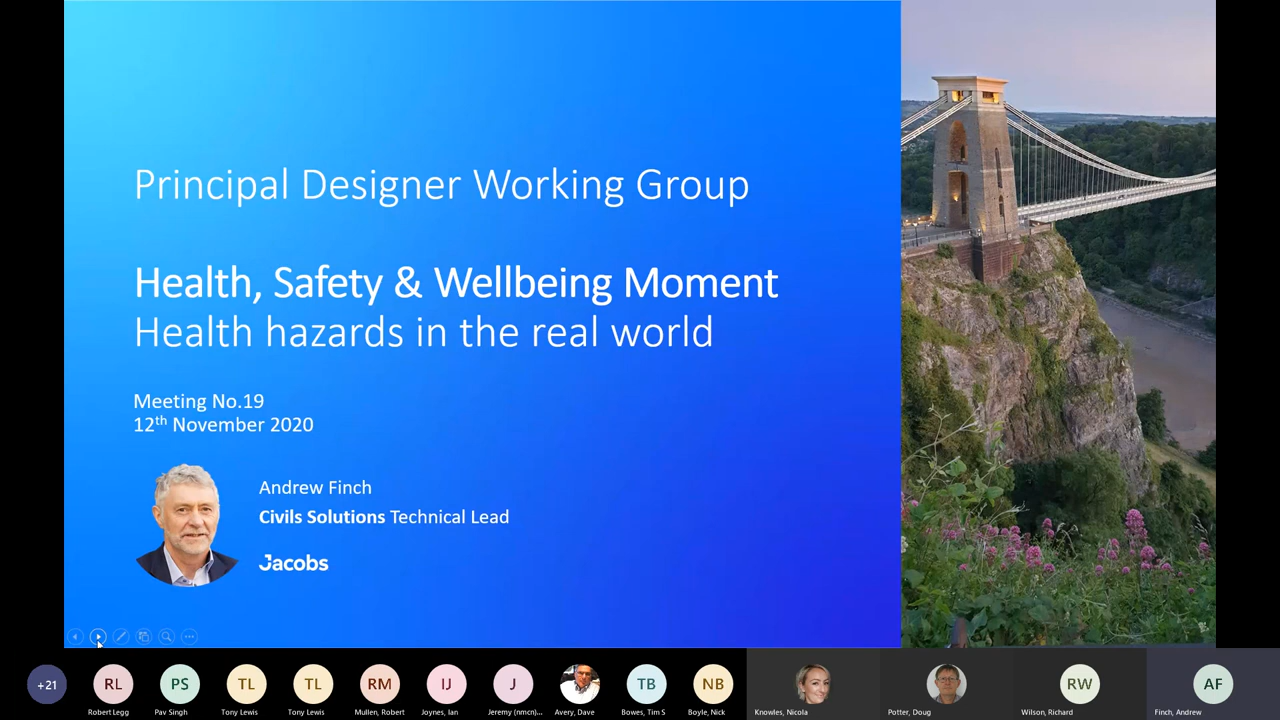 Principal Designer Working Group
Health, Safety & Wellbeing Moment
Health hazards in the real world
Meeting No.19
12th November 2020
Andrew Finch
Civils Solutions Technical Lead
Jacobs
+21
RL
PS
TL
TL
RM
IJ
J
TB
NB
RW
AF
Robert Legg
Pav Singh
Tony Lewis
Tony Lewis
Mullen, Robert
Joynes, Ian
Jeremy (nmcn)...
Avery, Dave
Bowes, Tim S
Boyle, Nick
Knowles, Nicola
Potter, Doug
Wilson, Richard
Finch, Andrew